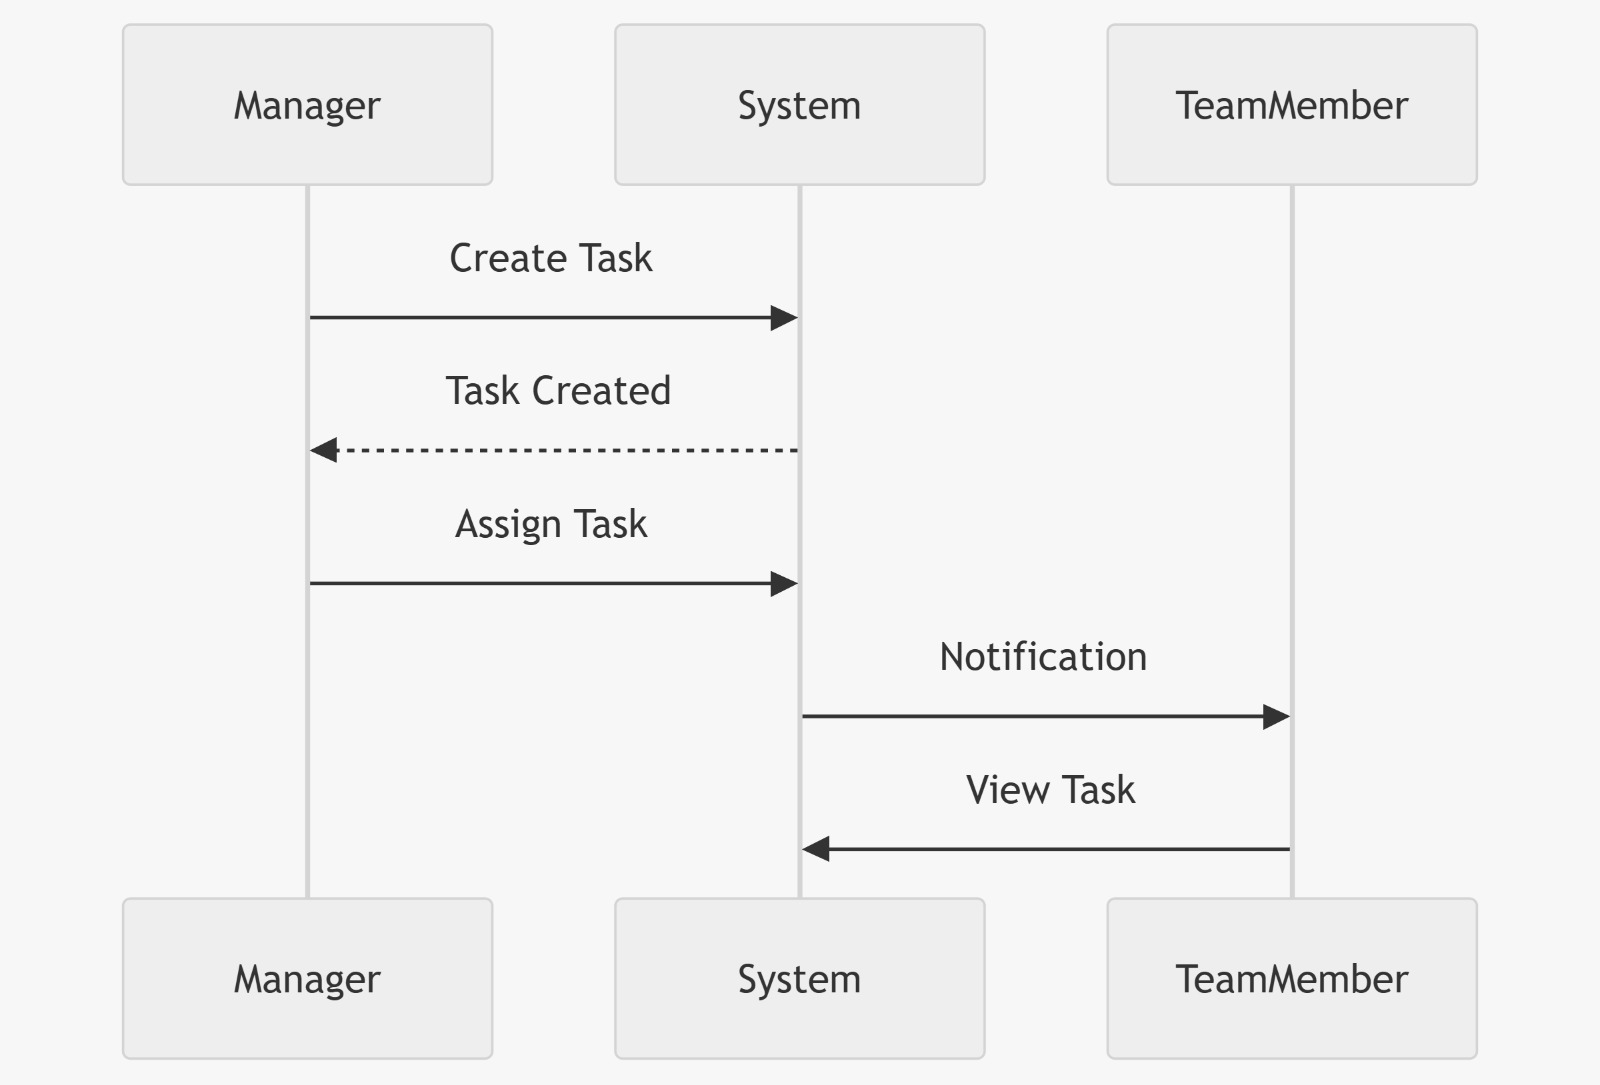 Manager
System
TeamMember
Create Task
Task Created
Assign Task
Notification
View Task
Manager
System
TeamMember